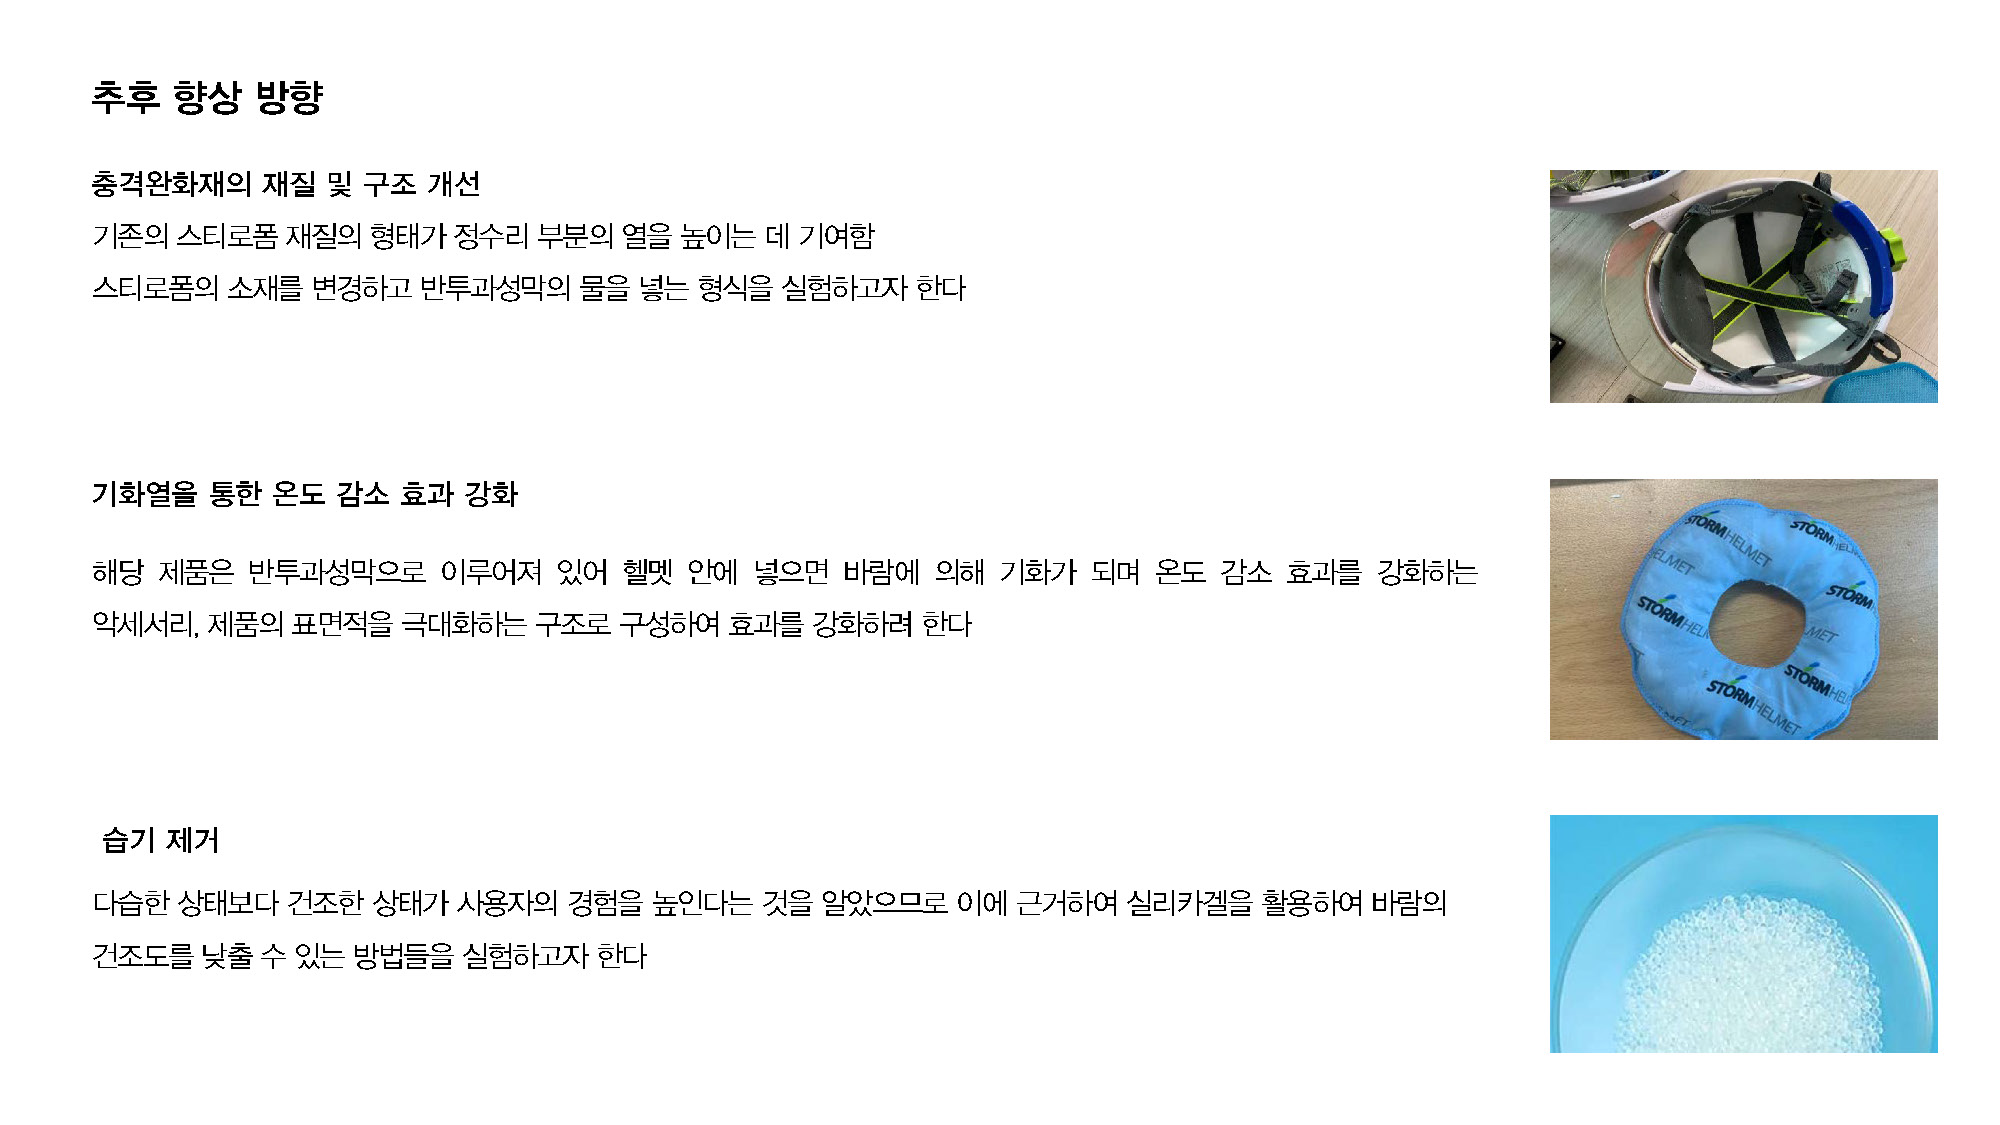 추후 향상 방향
충격완화재의 재질 및 구조 개선
기존의 스티로폼 재질의 형태가 정수리 부분의 열을 높이는 데 기여함
스티로폼의 소재를 변경하고 반투과성막의 물을 넣는 형식을 실험하고자 한다
기화열을 통한 온도 감소 효과 강화
해당 제품은 반투과성막으로 이루어져 있어 헬멧 안에 넣으면 바람에 의해 기화가 되며 온도 감소 효과를 강화하는
악세서리, 제품의 표면적을 극대화하는 구조로 구성하여 효과를 강화하려 한다
STORMHELMET
STORMHEL
HELMET
STORM
STORMHEL
MET
STORMHEL
STORMHELMET
습기 제거
다습한 상태보다 건조한 상태가 사용자의 경험을 높인다는 것을 알았으므로 이에 근거하여 실리카겔을 활용하여 바람의
건조도를 낮출 수 있는 방법들을 실험하고자 한다